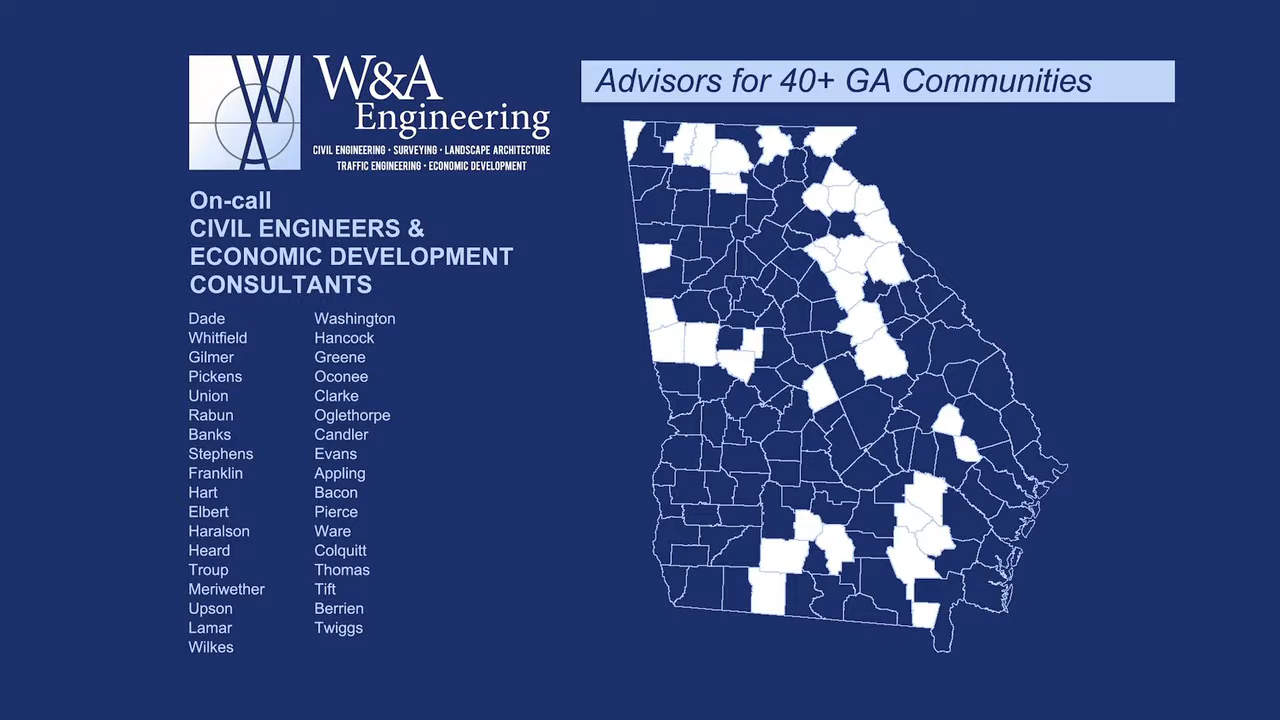 W&A
Engineering
CIVIL ENGINEERING · SURVEYING · LANDSCAPE ARCHITECTURE
TRAFFIC ENGINEERING · ECONOMIC DEVELOPMENT
On-call
CIVIL ENGINEERS &
ECONOMIC DEVELOPMENT
CONSULTANTS
Dade
Whitfield
Gilmer
Pickens
Union
Rabun
Banks
Stephens
Franklin
Hart
Elbert
Haralson
Heard
Troup
Meriwether
Upson
Lamar
Wilkes
Washington
Hancock
Greene
Oconee
Clarke
Oglethorpe
Candler
Evans
Appling
Bacon
Pierce
Ware
Colquitt
Thomas
Tift
Berrien
Twiggs
Advisors for 40+ GA Communities